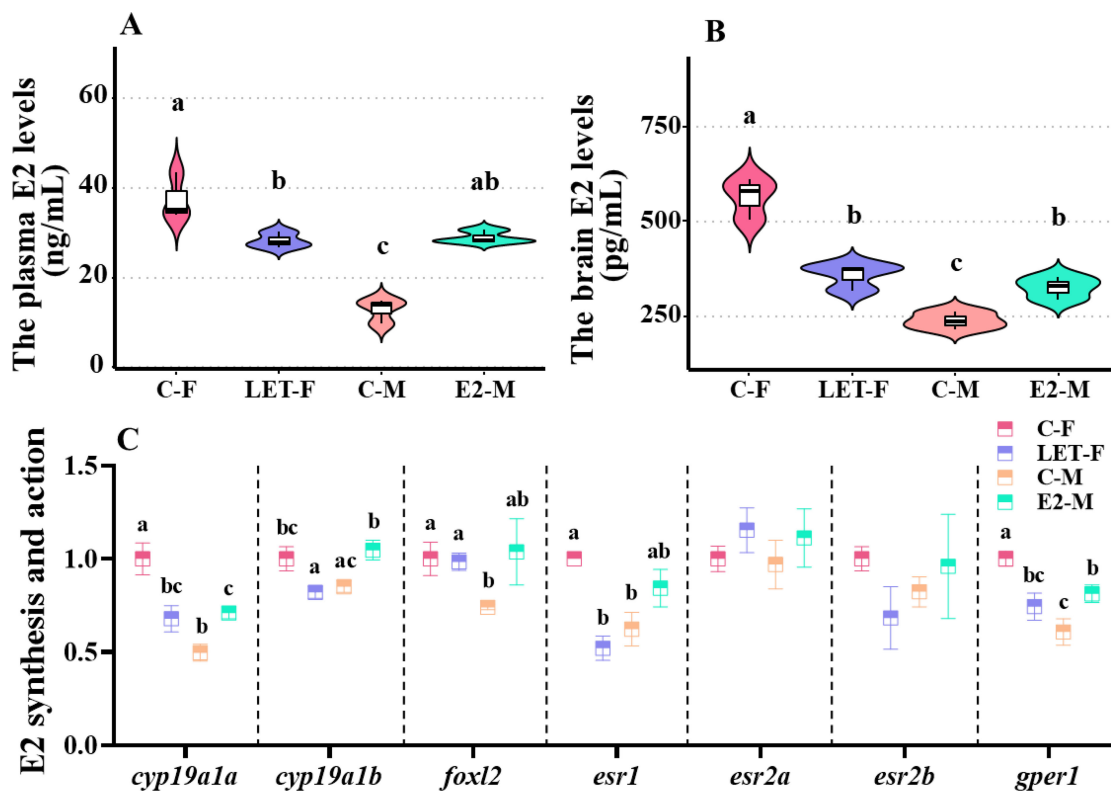 A
The plasma E2 levels
(ng/mL)
60
40
20
0
a
b
c
ab
C-F
LET-F
C-M
E2-M
B
The brain E2 levels
(pg/mL)
750
500
250
a
b
c
b
C-F
LET-F
C-M
E2-M
C
E2 synthesis and action
1.5
1.0
0.5
0.0
C-F
LET-F
C-M
E2-M
a
bc
b
c
bc
a
ac
b
a
a
b
ab
a
b
b
ab
a
bc
c
b
cyp19a1a
cyp19a1b
foxl2
esr1
esr2a
esr2b
gper1